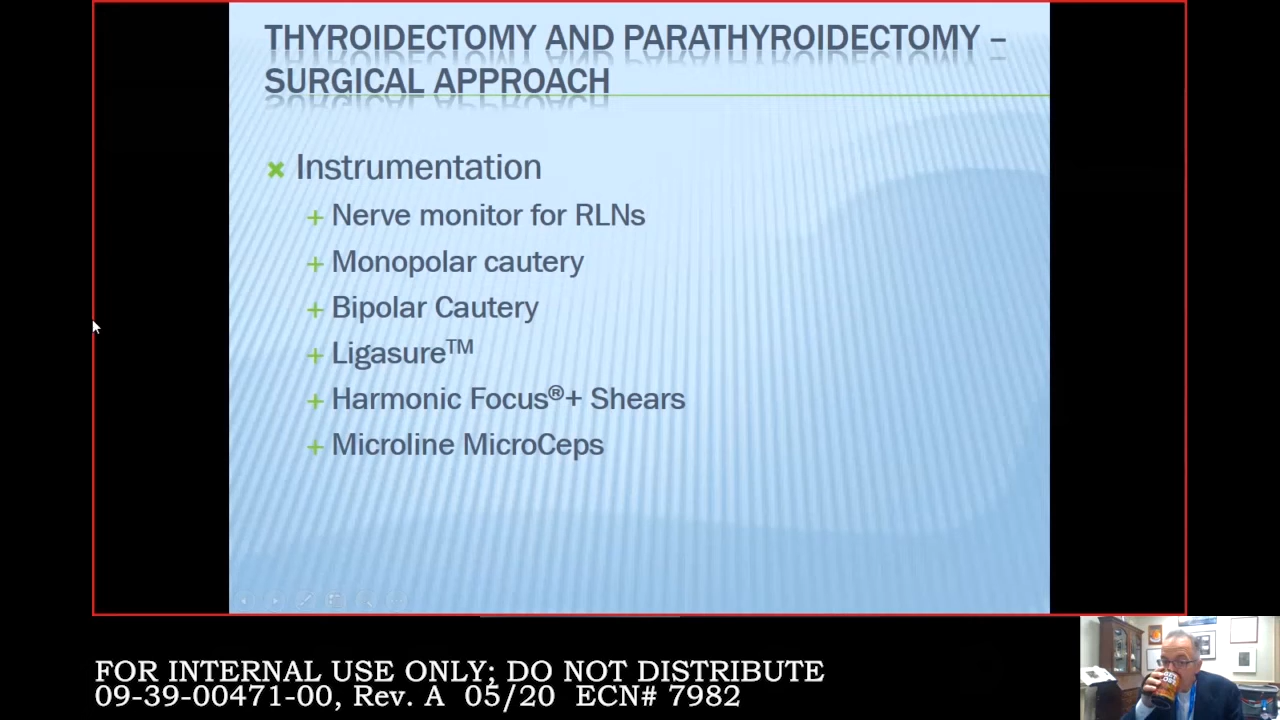 THYROIDECTOMY AND PARATHYROIDECTOMY –
SURGICAL APPROACH
Instrumentation
Nerve monitor for RLNs
Monopolar cautery
Bipolar Cautery
Ligasure™
Harmonic Focus®+ Shears
Microline MicroCeps
FOR INTERNAL USE ONLY; DO NOT DISTRIBUTE
09-39-00471-00, Rev. A 05/20 ECN# 7982